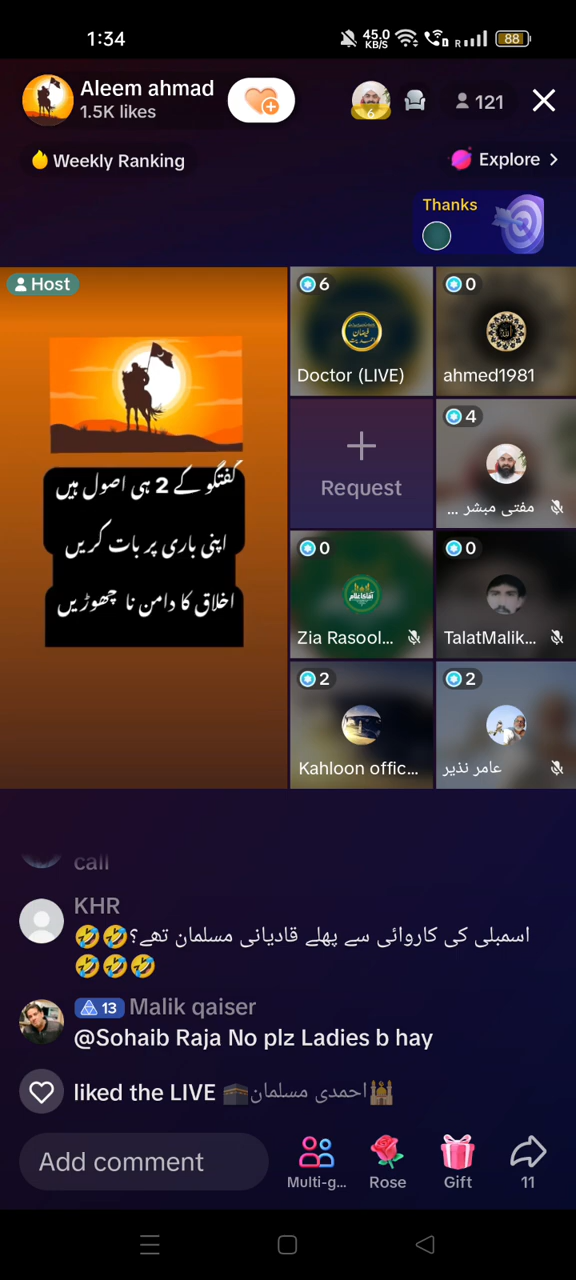 1:34
45.0
KB/S
R
88
Aleem ahmad
1.5K likes
6
121
Weekly Ranking
Explore
Thanks
Host
گفتگو کے 2 ہی اصول ہیں
اپنی باری پر بات کریں
اخلاق کا دامن نا چھوڑیں
6
Doctor (LIVE)
0
ahmed1981
Request
4
مفتی مبشر ...
0
Zia Rasool...
0
TalatMalik...
2
Kahloon offic...
2
عامر نذیر
call
KHR
اسمبلی کی کاروائی سے پهلے قادیانی مسلمان تھے؟🤣🤣
🤣🤣🤣
13 Malik qaiser
@Sohaib Raja No plz Ladies b hay
liked the LIVE 🕋احمدی مسلمان🕌
Add comment
Multi-g...
Rose
Gift
11